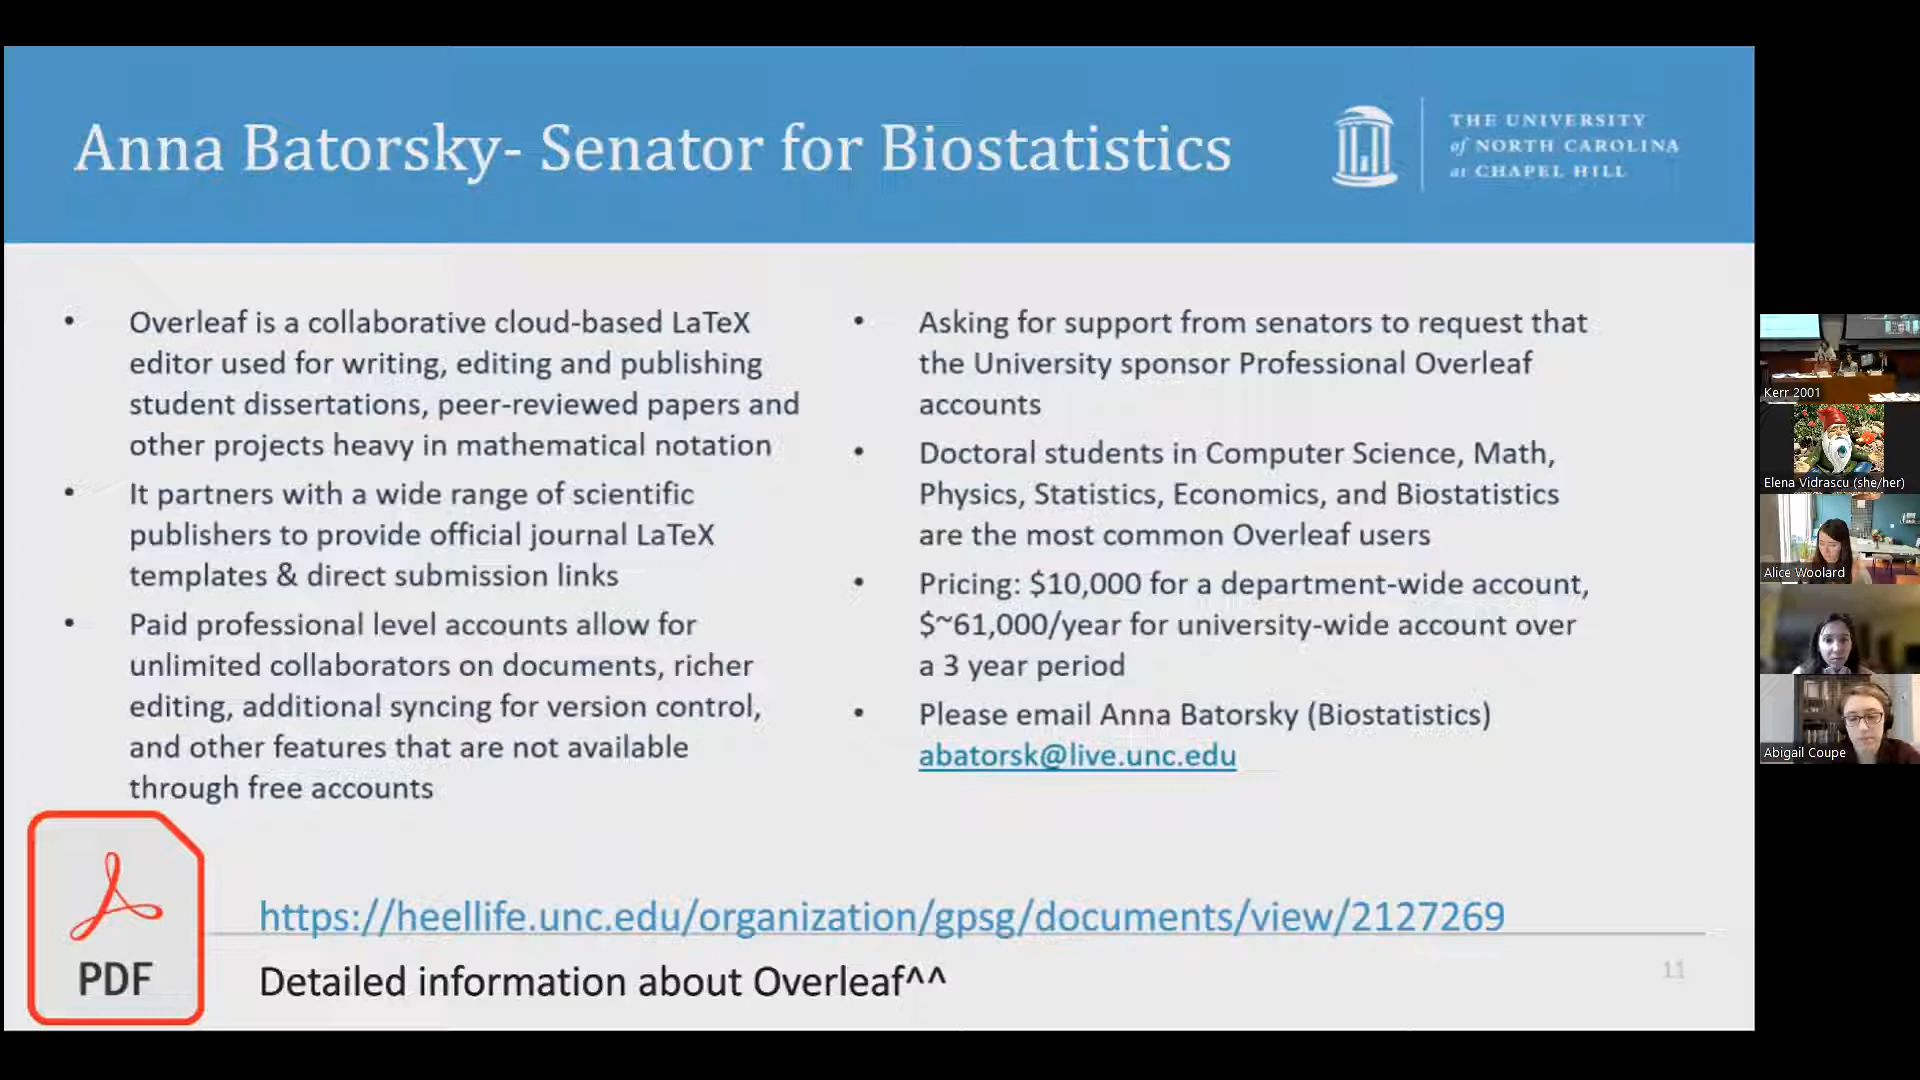 Anna Batorsky- Senator for Biostatistics
THE UNIVERSITY
of NORTH CAROLINA
at CHAPEL HILL
• Overleaf is a collaborative cloud-based LaTeX
editor used for writing, editing and publishing
student dissertations, peer-reviewed papers and
other projects heavy in mathematical notation
• It partners with a wide range of scientific
publishers to provide official journal LaTeX
templates & direct submission links
• Paid professional level accounts allow for
unlimited collaborators on documents, richer
editing, additional syncing for version control,
and other features that are not available
through free accounts
• Asking for support from senators to request that
the University sponsor Professional Overleaf
accounts
• Doctoral students in Computer Science, Math,
Physics, Statistics, Economics, and Biostatistics
are the most common Overleaf users
• Pricing: $10,000 for a department-wide account,
$~61,000/year for university-wide account over
a 3 year period
• Please email Anna Batorsky (Biostatistics)
abatorsk@live.unc.edu
PDF
https://heellife.unc.edu/organization/gpsg/documents/view/2127269
Detailed information about Overleaf^^
11
Kerr 2001
Elena Vidrascu (she/her)
Alice Woolard
Abigail Coupe